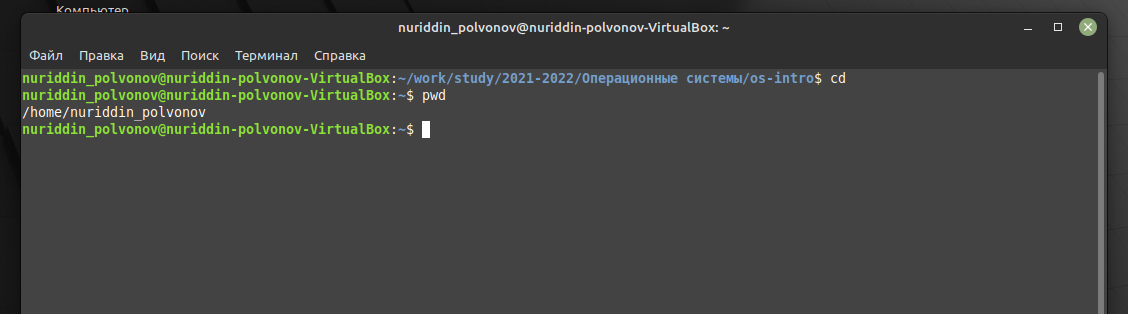 Компьютер
nuriddin_polvonov@nuriddin-polvonov-VirtualBox: ~
Файл Правка Вид Поиск Терминал Справка
nuriddin_polvonov@nuriddin-polvonov-VirtualBox:~/work/study/2021-2022/Операционные системы/os-intro$ cd
nuriddin_polvonov@nuriddin-polvonov-VirtualBox:~$ pwd
/home/nuriddin_polvonov
nuriddin_polvonov@nuriddin-polvonov-VirtualBox:~$